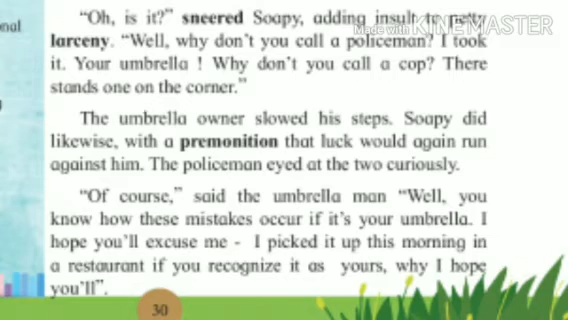 onal
"Oh, is it?" sneered Soapy, adding insult to petty
Made with KINEMASTER
larceny. "Well, why don't you call a policeman? I took
it. Your umbrella ! Why don't you call a cop? There
stands one on the corner."
The umbrella owner slowed his steps. Soapy did
likewise, with a premonition that luck would again run
against him. The policeman eyed at the two curiously.
"Of course," said the umbrella man "Well, you
know how these mistakes occur if it's your umbrella. I
hope you'll excuse me - I picked it up this morning in
a restaurant if you recognize it as yours, why I hope
you'll".
30